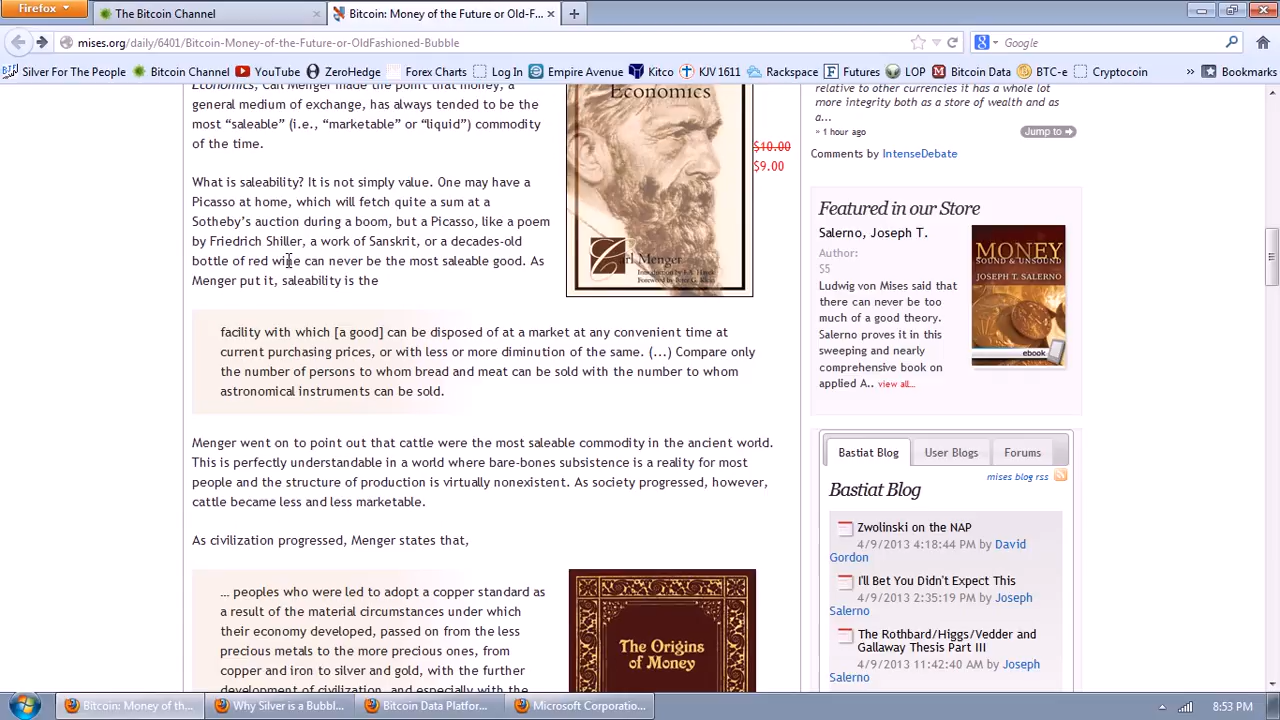 Firefox
The Bitcoin Channel
Bitcoin: Money of the Future or Old-F...
mises.org/daily/6401/Bitcoin-Money-of-the-Future-or-OldFashioned-Bubble
Google
Silver For The People
Bitcoin Channel
YouTube
ZeroHedge
Forex Charts
Log In
Empire Avenue
Kitco
KJV 1611
Rackspace
Futures
LOP
Bitcoin Data
BTC-e
Cryptocoin
Bookmarks
Economics, Carl Menger made the point that money, a
general medium of exchange, has always tended to be the
most “saleable” (i.e., “marketable” or “liquid”) commodity
of the time.
What is saleability? It is not simply value. One may have a
Picasso at home, which will fetch quite a sum at a
Sotheby’s auction during a boom, but a Picasso, like a poem
by Friedrich Shiller, a work of Sanskrit, or a decades-old
bottle of red wine can never be the most saleable good. As
Menger put it, saleability is the
Economics
Carl Menger
Introduction by F.A. Hayek
Foreword by Peter G. Klein
$10.00
$9.00
facility with which [a good] can be disposed of at a market at any convenient time at
current purchasing prices, or with less or more diminution of the same. (...) Compare only
the number of persons to whom bread and meat can be sold with the number to whom
astronomical instruments can be sold.
Menger went on to point out that cattle were the most saleable commodity in the ancient world.
This is perfectly understandable in a world where bare-bones subsistence is a reality for most
people and the structure of production is virtually nonexistent. As society progressed, however,
cattle became less and less marketable.
As civilization progressed, Menger states that,
… peoples who were led to adopt a copper standard as
a result of the material circumstances under which
their economy developed, passed on from the less
precious metals to the more precious ones, from
copper and iron to silver and gold, with the further
development of civilization, and especially with the
The Origins
of Money
relative to other currencies it has a whole lot
more integrity both as a store of wealth and as
a...
» 1 hour ago
Jump to
Comments by IntenseDebate
Featured in our Store
Salerno, Joseph T.
Author:
$5
Ludwig von Mises said that
there can never be too
much of a good theory.
Salerno proves it in this
sweeping and nearly
comprehensive book on
applied A.. view all...
MONEY
SOUND & UNSOUND
JOSEPH T. SALERNO
ebook
Bastiat Blog
User Blogs
Forums
mises blog rss
Bastiat Blog
Zwolinski on the NAP
4/9/2013 4:18:44 PM by David
Gordon
I'll Bet You Didn't Expect This
4/9/2013 2:35:19 PM by Joseph
Salerno
The Rothbard/Higgs/Vedder and
Gallaway Thesis Part III
4/9/2013 11:42:40 AM by Joseph
Salerno
Bitcoin: Money of th...
Why Silver is a Bubbl...
Bitcoin Data Platfor...
Microsoft Corporatio...
8:53 PM